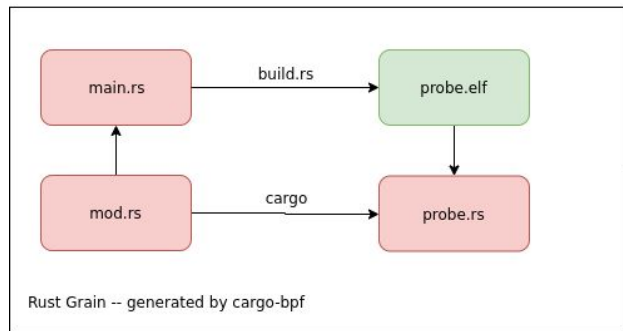 main.rs
build.rs
probe.elf
mod.rs
cargo
probe.rs
Rust Grain -- generated by cargo-bpf